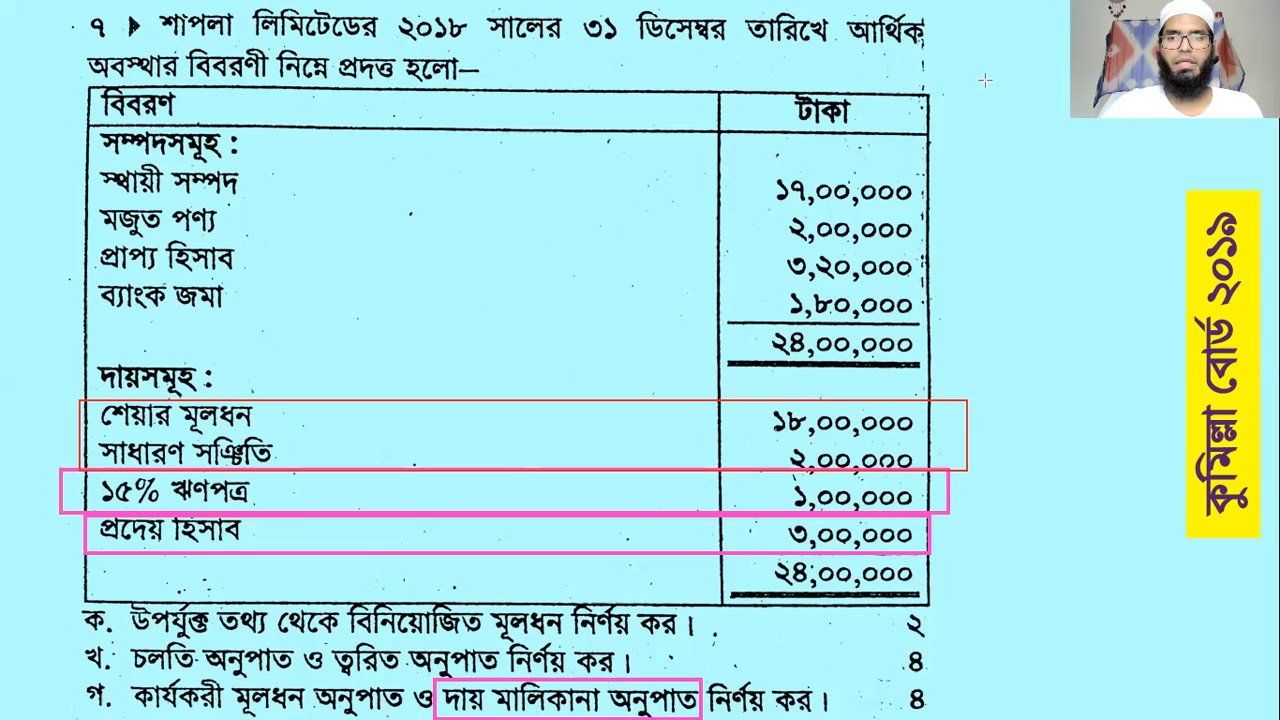 ৭ ▶ শাপলা লিমিটেডের ২০১৮ সালের ৩১ ডিসেম্বর তারিখে আর্থিক
অবস্থার বিবরণী নিম্নে প্রদত্ত হলো—
বিবরণ টাকা
সম্পদসমূহ :
স্থায়ী সম্পদ ১৭,০০,০০০
মজুত পণ্য ২,০০,০০০
প্রাপ্য হিসাব ৩,২০,০০০
ব্যাংক জমা ১,৮০,০০০
২৪,০০,০০০
দায়সমূহ :
শেয়ার মূলধন ১৮,০০,০০০
সাধারণ সঞ্চিতি ২,০০,০০০
১৫% ঋণপত্র ১,০০,০০০
প্রদেয় হিসাব ৩,০০,০০০
২৪,০০,০০০
ক. উপর্যুক্ত তথ্য থেকে বিনিয়োজিত মূলধন নির্ণয় কর। ২
খ. চলতি অনুপাত ও ত্বরিত অনুপাত নির্ণয় কর। ৪
গ. কার্যকরী মূলধন অনুপাত ও দায় মালিকানা অনুপাত নির্ণয় কর। ৪
কুমিল্লা বোর্ড ২০১৯